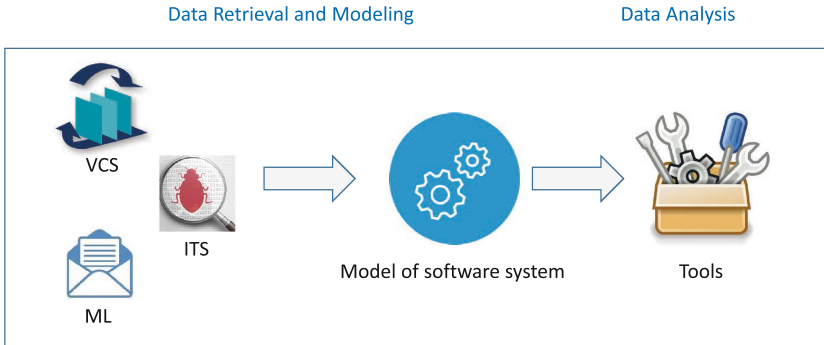 Data Retrieval and Modeling
Data Analysis
VCS
ITS
ML
Model of software system
Tools